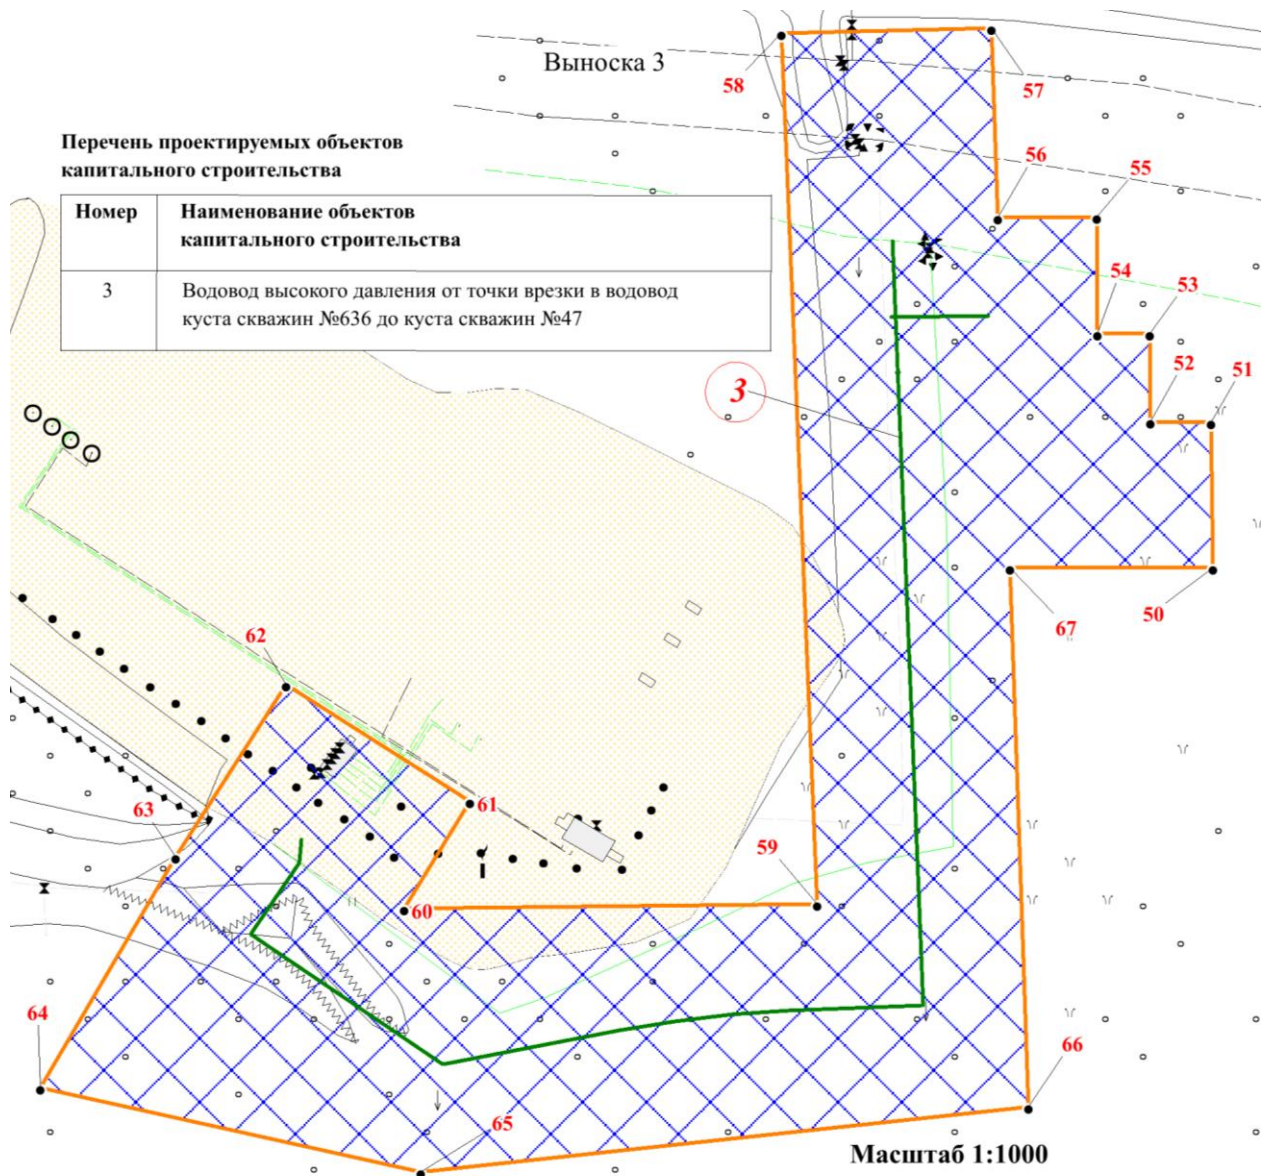 Выноска 3
58
57
Перечень проектируемых объектов
капитального строительства
56
55
Номер
Наименование объектов
капитального строительства
54
53
3
Водовод высокого давления от точки врезки в водовод
куста скважин №636 до куста скважин №47
3
52
51
67
50
62
63
61
59
60
64
66
65
Масштаб 1:1000